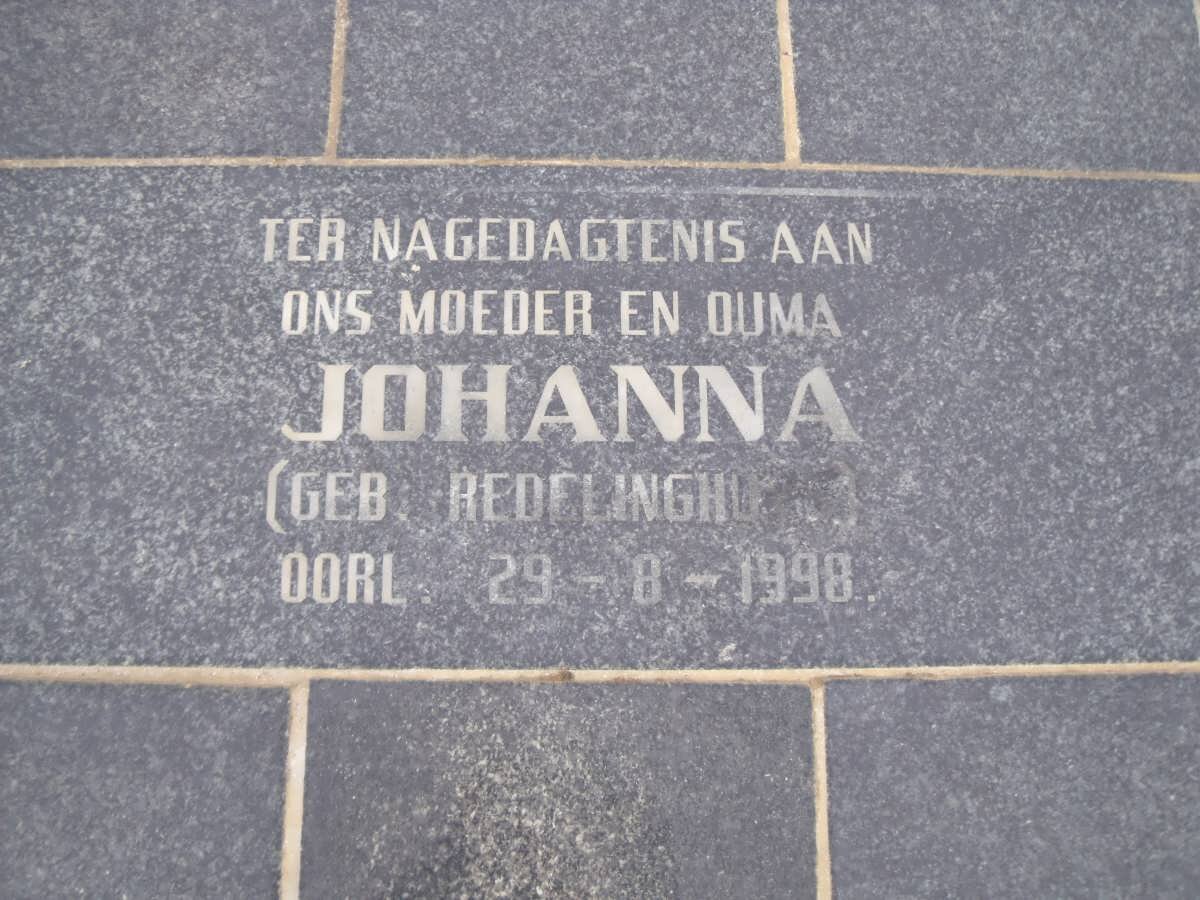 TER NAGEDAGTENIS AAN
ONS MOEDER EN OUMA
JOHANNA
(GEB.
OORL. 29 - 8 - 1998.